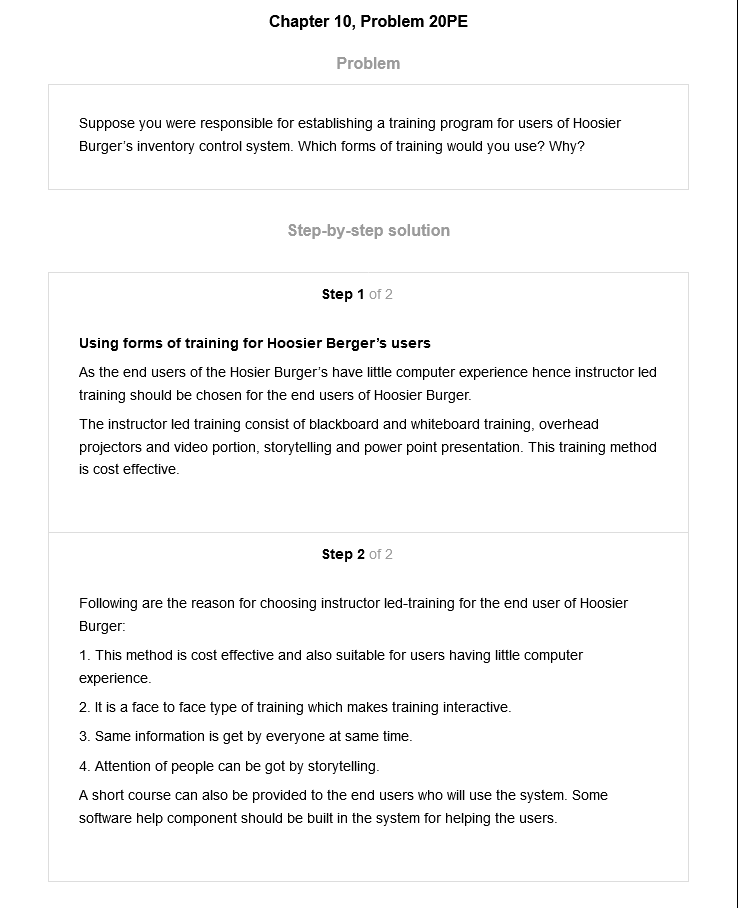 Chapter 10, Problem 20PE
Problem
Suppose you were responsible for establishing a training program for users of Hoosier
Burger's inventory control system. Which forms of training would you use? Why?
Step-by-step solution
Step 1 of 2
Using forms of training for Hoosier Berger's users
As the end users of the Hosier Burger's have little computer experience hence instructor led
training should be chosen for the end users of Hoosier Burger.
The instructor led training consist of blackboard and whiteboard training, overhead
projectors and video portion, storytelling and power point presentation. This training method
is cost effective.
Step 2 of 2
Following are the reason for choosing instructor led-training for the end user of Hoosier
Burger:
1. This method is cost effective and also suitable for users having little computer
experience.
2. It is a face to face type of training which makes training interactive.
3. Same information is get by everyone at same time.
4. Attention of people can be got by storytelling.
A short course can also be provided to the end users who will use the system. Some
software help component should be built in the system for helping the users.